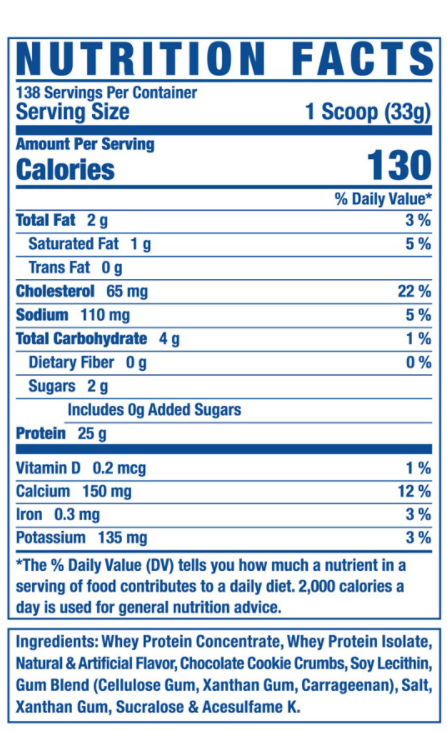 NUTRITION FACTS
138 Servings Per Container
Serving Size 1 Scoop (33g)
Amount Per Serving
Calories 130
% Daily Value*
Total Fat 2 g 3 %
Saturated Fat 1 g 5 %
Trans Fat 0 g
Cholesterol 65 mg 22 %
Sodium 110 mg 5 %
Total Carbohydrate 4 g 1 %
Dietary Fiber 0 g 0 %
Sugars 2 g
Includes 0g Added Sugars
Protein 25 g
Vitamin D 0.2 mcg 1 %
Calcium 150 mg 12 %
Iron 0.3 mg 3 %
Potassium 135 mg 3 %
*The % Daily Value (DV) tells you how much a nutrient in a
serving of food contributes to a daily diet. 2,000 calories a
day is used for general nutrition advice.
Ingredients: Whey Protein Concentrate, Whey Protein Isolate,
Natural & Artificial Flavor, Chocolate Cookie Crumbs, Soy Lecithin,
Gum Blend (Cellulose Gum, Xanthan Gum, Carrageenan), Salt,
Xanthan Gum, Sucralose & Acesulfame K.